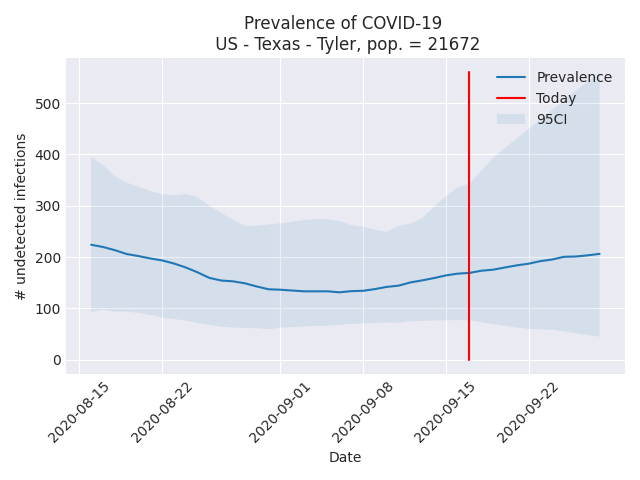 Prevalence of COVID-19
US - Texas - Tyler, pop. = 21672
Prevalence
Today
95CI
# undetected infections
500
400
300
200
100
0
2020-08-15
2020-08-22
2020-09-01
2020-09-08
2020-09-15
2020-09-22
Date